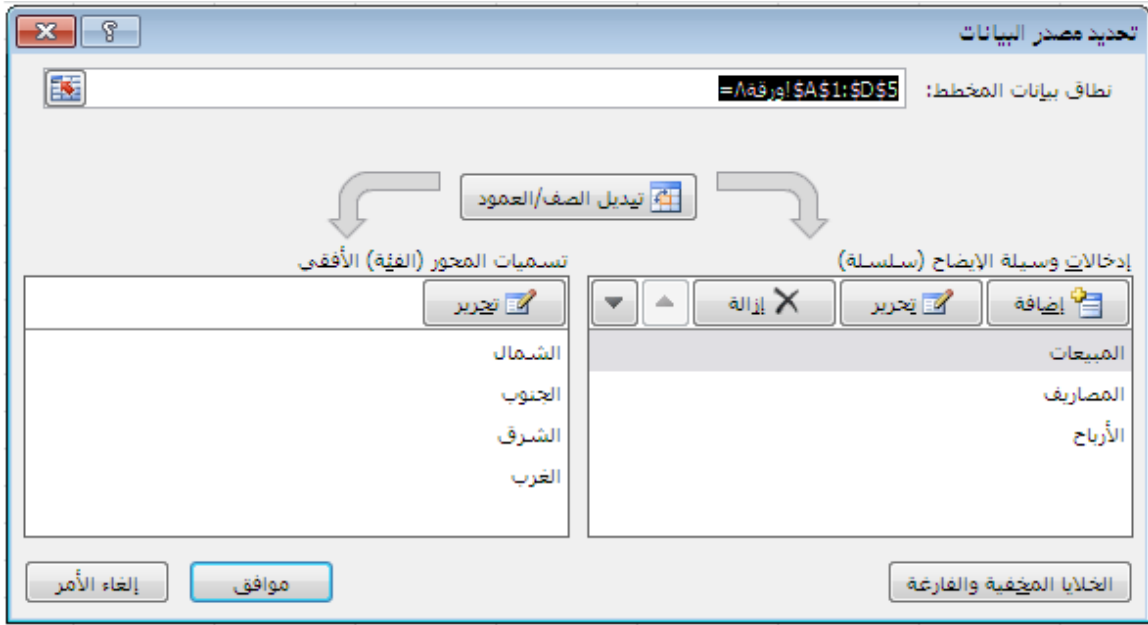 تحديد مصدر البيانات
نطاق بيانات المخطط: =ورقة٨!$A$1:$D$5
تبديل الصف/العمود
إدخالات وسيلة الإيضاح (سلسلة)
إضافة تحرير إزالة
المبيعات
المصاريف
الأرباح
تسميات المحور (الفئة) الأفقي
تحرير
الشمال
الجنوب
الشرق
الغرب
الخلايا المخفية والفارغة
موافق
إلغاء الأمر